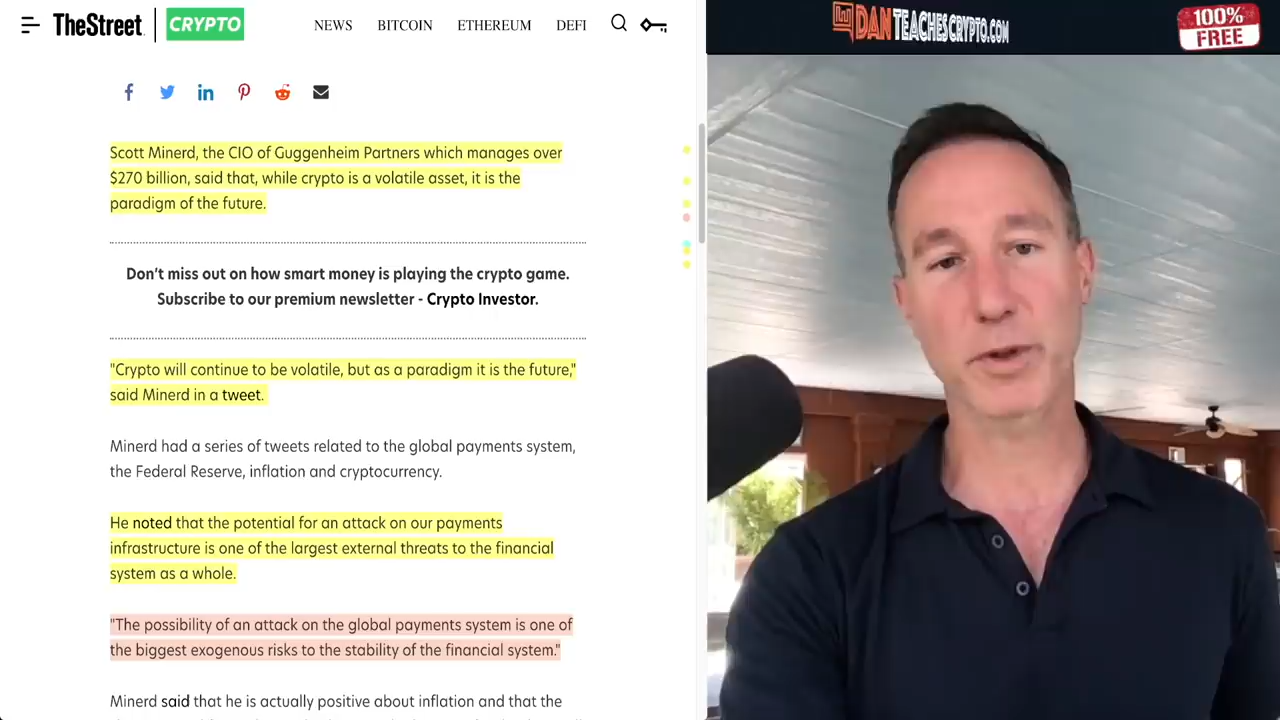 TheStreet
CRYPTO
NEWS
BITCOIN
ETHEREUM
DEFI
Scott Minerd, the CIO of Guggenheim Partners which manages over
$270 billion, said that, while crypto is a volatile asset, it is the
paradigm of the future.
Don't miss out on how smart money is playing the crypto game.
Subscribe to our premium newsletter - Crypto Investor.
"Crypto will continue to be volatile, but as a paradigm it is the future,"
said Minerd in a tweet.
Minerd had a series of tweets related to the global payments system,
the Federal Reserve, inflation and cryptocurrency.
He noted that the potential for an attack on our payments
infrastructure is one of the largest external threats to the financial
system as a whole.
"The possibility of an attack on the global payments system is one of
the biggest exogenous risks to the stability of the financial system."
Minerd said that he is actually positive about inflation and that the
DANTEACHESCRYPTO.COM
100%
FREE